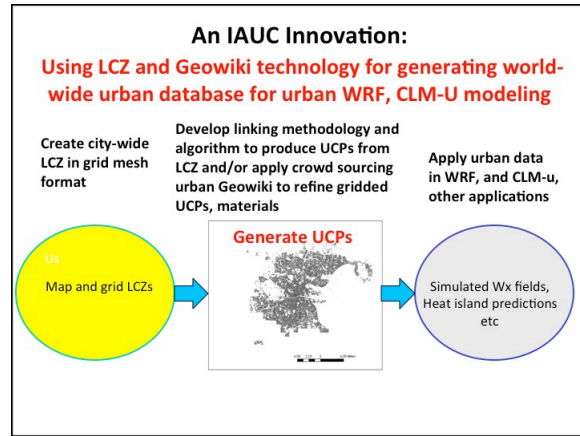 An IAUC Innovation:
Using LCZ and Geowiki technology for generating world-
wide urban database for urban WRF, CLM-U modeling
Create city-wide
LCZ in grid mesh
format
Develop linking methodology and
algorithm to produce UCPs from
LCZ and/or apply crowd sourcing
urban Geowiki to refine gridded
UCPs, materials
Apply urban data
in WRF, and CLM-u,
other applications
Us
Map and grid LCZs
Generate UCPs
Simulated Wx fields,
Heat island predictions
etc